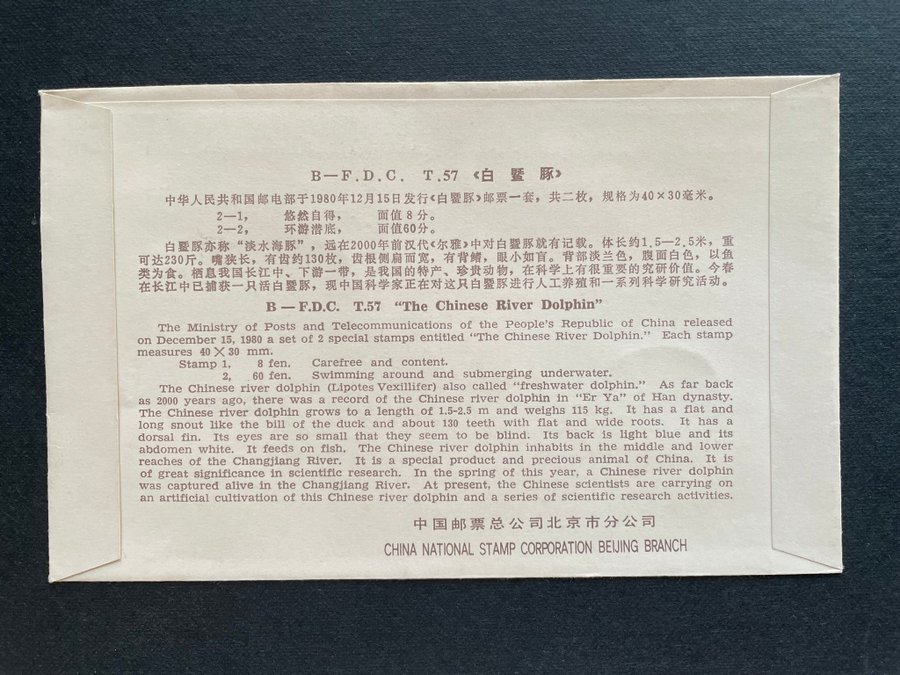 B—F.D.C. T.57 《白暨豚》
中华人民共和国邮电部于1980年12月15日发行《白暨豚》邮票一套，共二枚，规格为40×30毫米。
2—1， 悠然自得， 面值8分。
2—2， 环游潜底， 面值60分。
白暨豚亦称“淡水海豚”，远在2000年前汉代《尔雅》中对白暨豚就有记载。体长约1.5—2.5米，重
可达230斤。嘴狭长，有齿约130枚，齿根侧扁而宽，有背鳍，眼小如盲。背部淡兰色，腹面白色，以鱼
类为食。栖息我国长江中、下游一带，是我国的特产、珍贵动物，在科学上有很重要的究研价值。今春
在长江中已捕获一只活白暨豚，现中国科学家正在对这只白暨豚进行人工养殖和一系列科学研究活动。
B—F.D.C. T.57 “The Chinese River Dolphin”
The Ministry of Posts and Telecommunications of the People's Republic of China released
on December 15, 1980 a set of 2 special stamps entitled “The Chinese River Dolphin.” Each stamp
measures 40×30 mm.
Stamp 1, 8 fen. Carefree and content.
2, 60 fen. Swimming around and submerging underwater.
The Chinese river dolphin (Lipotes Vexillifer) also called “freshwater dolphin.” As far back
as 2000 years ago, there was a record of the Chinese river dolphin in “Er Ya” of Han dynasty.
The Chinese river dolphin grows to a length of 1.5-2.5 m and weighs 115 kg. It has a flat and
long snout like the bill of the duck and about 130 teeth with flat and wide roots. It has a
dorsal fin. Its eyes are so small that they seem to be blind. Its back is light blue and its
abdomen white. It feeds on fish. The Chinese river dolphin inhabits in the middle and lower
reaches of the Changjiang River. It is a special product and precious animal of China. It is
of great significance in scientific research. In the spring of this year, a Chinese river dolphin
was captured alive in the Changjiang River. At present, the Chinese scientists are carrying on
an artificial cultivation of this Chinese river dolphin and a series of scientific research activities.
中国邮票总公司北京市分公司
CHINA NATIONAL STAMP CORPORATION BEIJING BRANCH